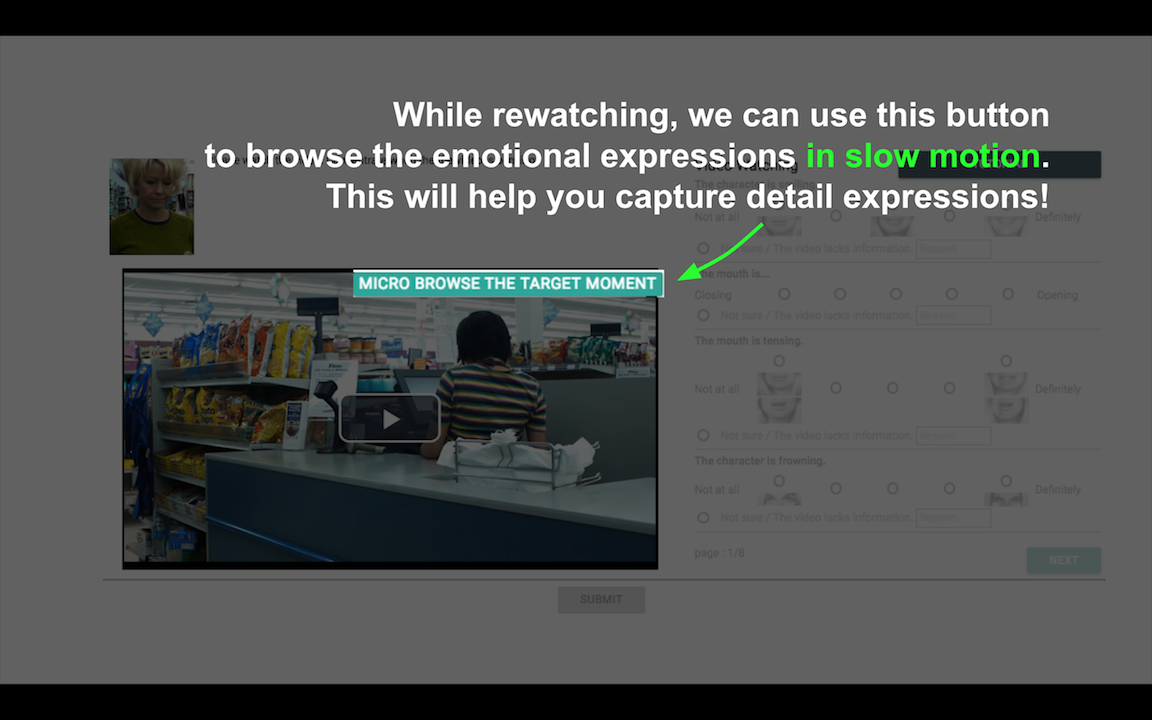 While rewatching, we can use this button
to browse the emotional expressions in slow motion.
This will help you capture detail expressions!
Video Watching
Not at all
Definitely
Not sure / The video lacks information.
MICRO BROWSE THE TARGET MOMENT
The mouth is...
Closing
Opening
Not sure / The video lacks information.
The mouth is tensing.
Not at all
Definitely
Not sure / The video lacks information.
The character is frowning.
Not at all
Definitely
Not sure / The video lacks information.
page : 1/8
NEXT
SUBMIT